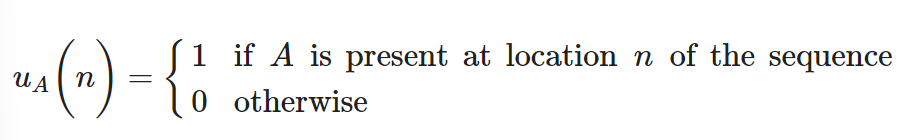 u_A(n) = { 1 if A is present at location n of the sequence
0 otherwise